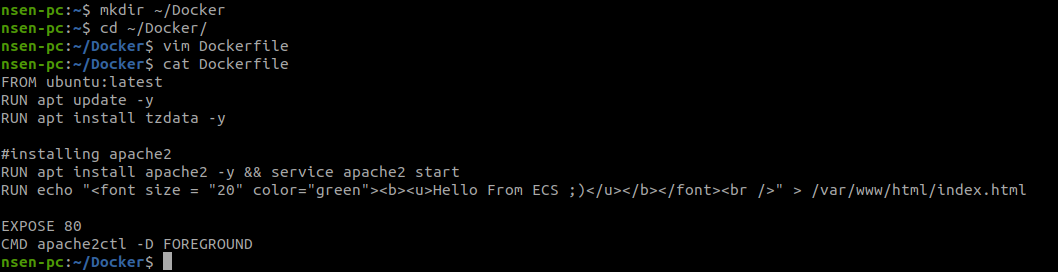 nsen-pc:~$ mkdir ~/Docker
nsen-pc:~$ cd ~/Docker/
nsen-pc:~/Docker$ vim Dockerfile
nsen-pc:~/Docker$ cat Dockerfile
FROM ubuntu:latest
RUN apt update -y
RUN apt install tzdata -y

#installing apache2
RUN apt install apache2 -y && service apache2 start
RUN echo "<font size = "20" color="green"><b><u>Hello From ECS ;)</u></b></font><br />" > /var/www/html/index.html

EXPOSE 80
CMD apache2ctl -D FOREGROUND
nsen-pc:~/Docker$